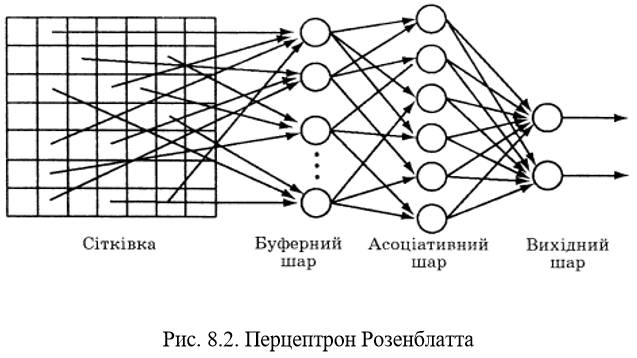 Сітківка
Буферний
шар
Асоціативний
шар
Вихідний
шар
Рис. 8.2. Перцептрон Розенблатта